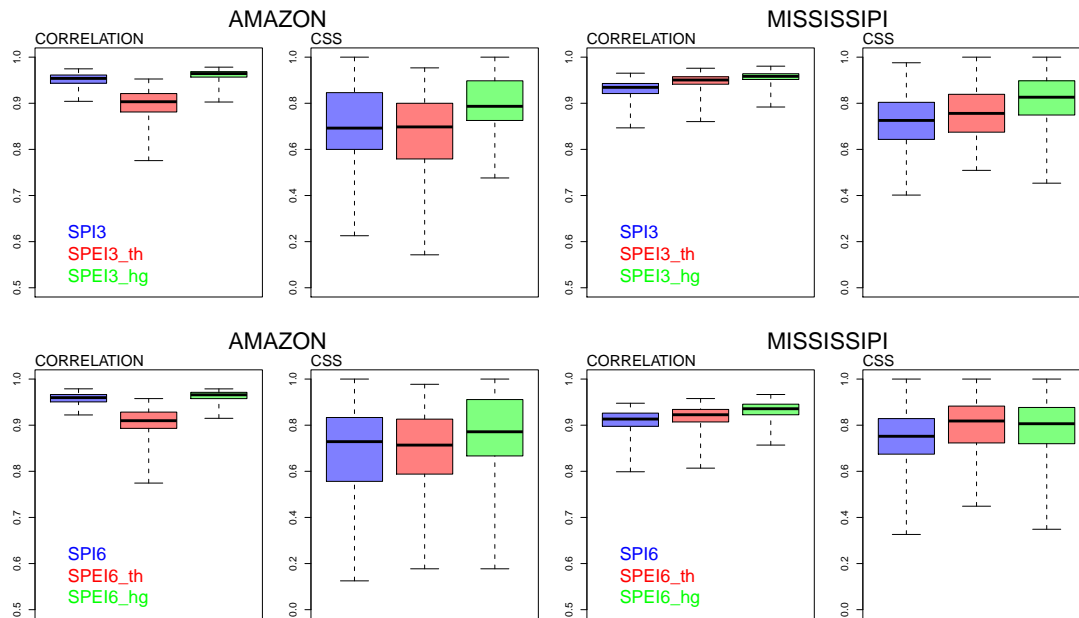 AMAZON
CORRELATION
1.0
0.9
0.8
0.7
0.6
0.5
SPI3
SPEI3_th
SPEI3_hg
CSS
1.0
0.8
0.6
0.4
0.2
0.0
MISSISSIPI
CORRELATION
1.0
0.9
0.8
0.7
0.6
0.5
SPI3
SPEI3_th
SPEI3_hg
CSS
1.0
0.8
0.6
0.4
0.2
0.0
AMAZON
CORRELATION
1.0
0.9
0.8
0.7
0.6
0.5
SPI6
SPEI6_th
SPEI6_hg
CSS
1.0
0.8
0.6
0.4
0.2
0.0
MISSISSIPI
CORRELATION
1.0
0.9
0.8
0.7
0.6
0.5
SPI6
SPEI6_th
SPEI6_hg
CSS
1.0
0.8
0.6
0.4
0.2
0.0